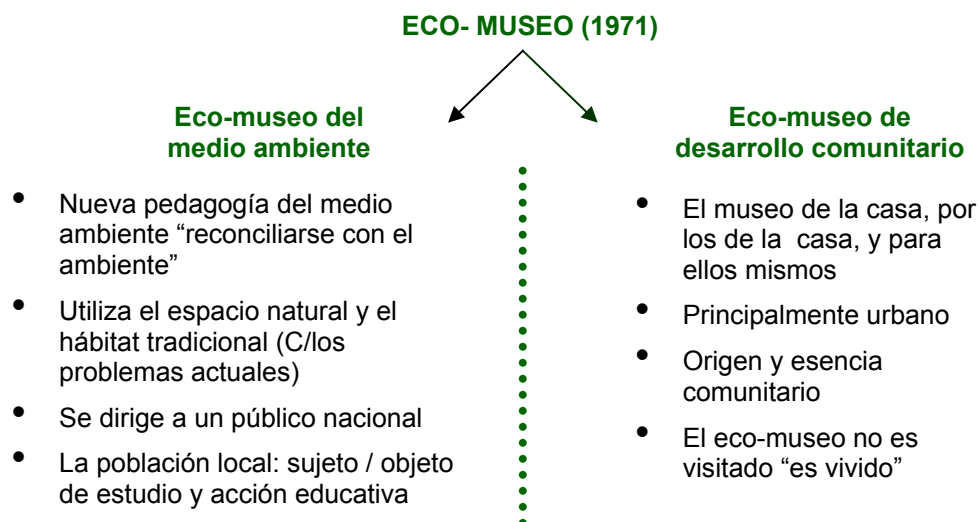 ECO- MUSEO (1971)
Eco-museo del
medio ambiente
• Nueva pedagogía del medio
ambiente “reconciliarse con el
ambiente”
• Utiliza el espacio natural y el
hábitat tradicional (C/los
problemas actuales)
• Se dirige a un público nacional
• La población local: sujeto / objeto
de estudio y acción educativa
Eco-museo de
desarrollo comunitario
• El museo de la casa, por
los de la casa, y para
ellos mismos
• Principalmente urbano
• Origen y esencia
comunitario
• El eco-museo no es
visitado “es vivido”